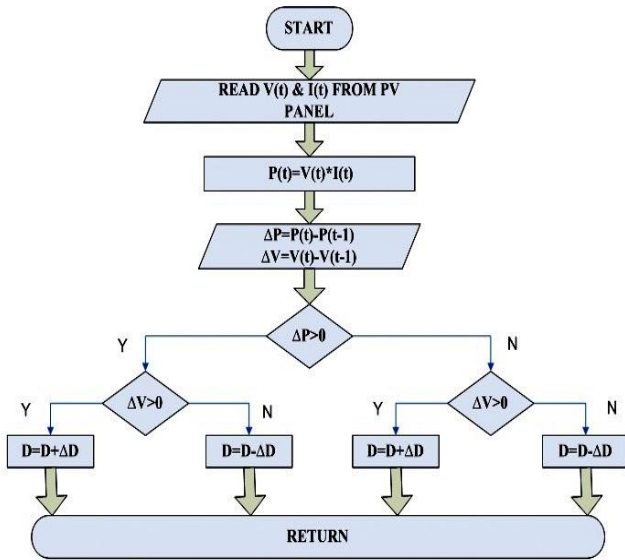 START
READ V(t) & I(t) FROM PV
PANEL
P(t)=V(t)*I(t)
ΔP=P(t)-P(t-1)
ΔV=V(t)-V(t-1)
ΔP>0
Y
N
ΔV>0
ΔV>0
Y
N
Y
N
D=D+ΔD
D=D-ΔD
D=D+ΔD
D=D-ΔD
RETURN